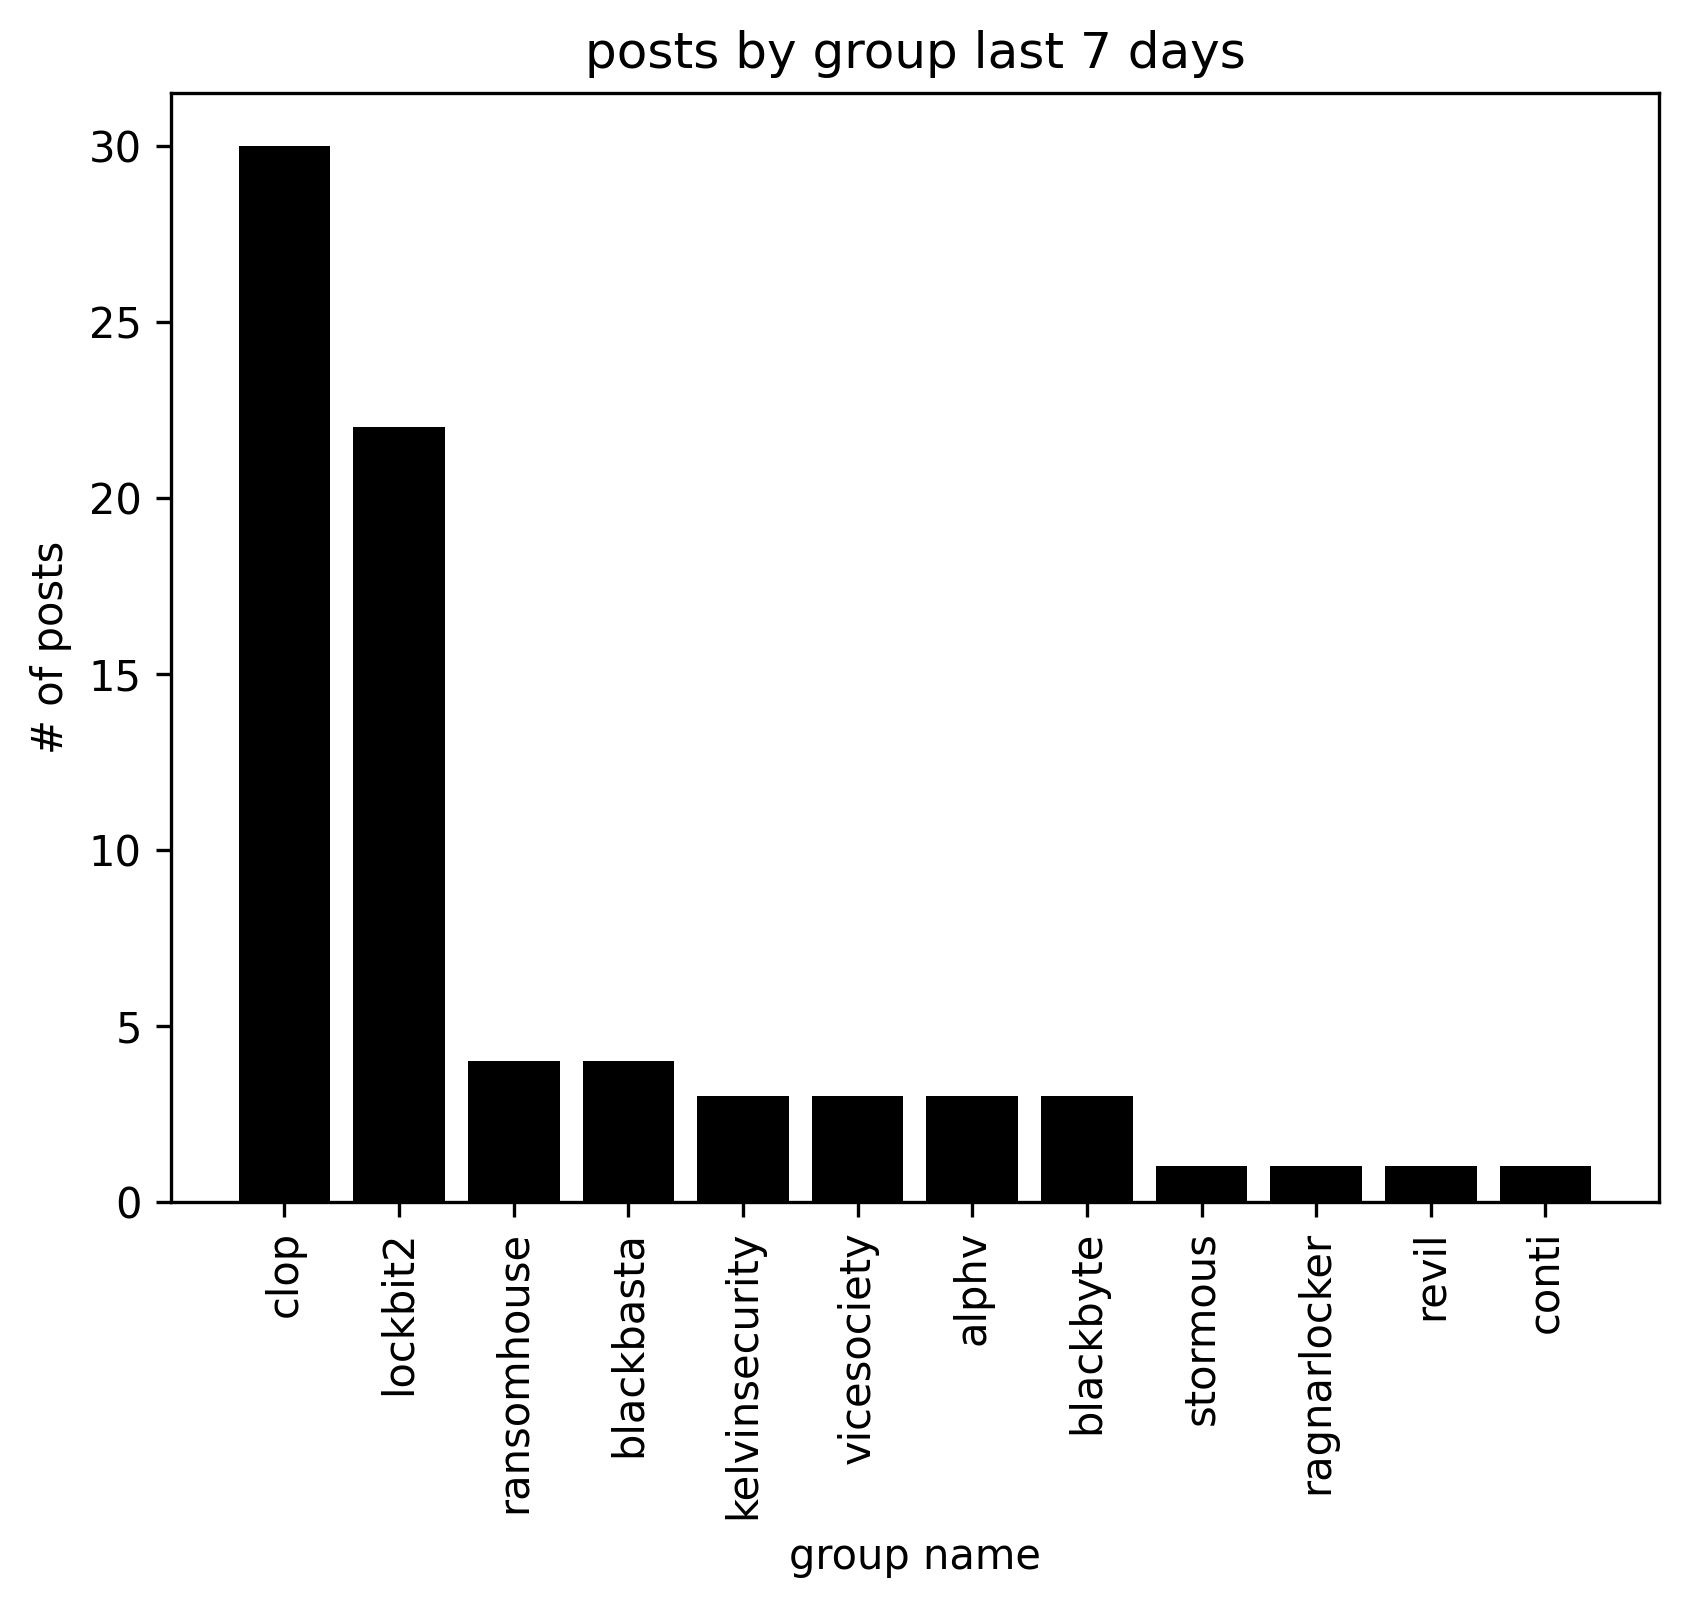 posts by group last 7 days
30
25
20
15
10
5
0
# of posts
clop
lockbit2
ransomhouse
blackbasta
kelvinsecurity
vicesociety
alphv
blackbyte
stormous
ragnarlocker
revil
conti
group name